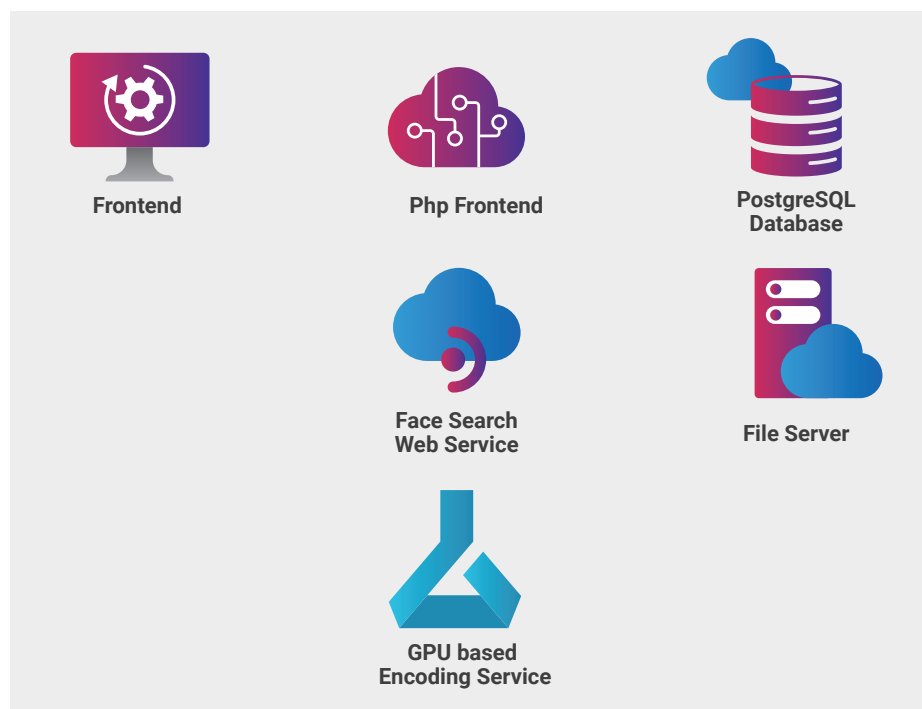 Frontend
Php Frontend
PostgreSQL
Database
Face Search
Web Service
File Server
GPU based
Encoding Service